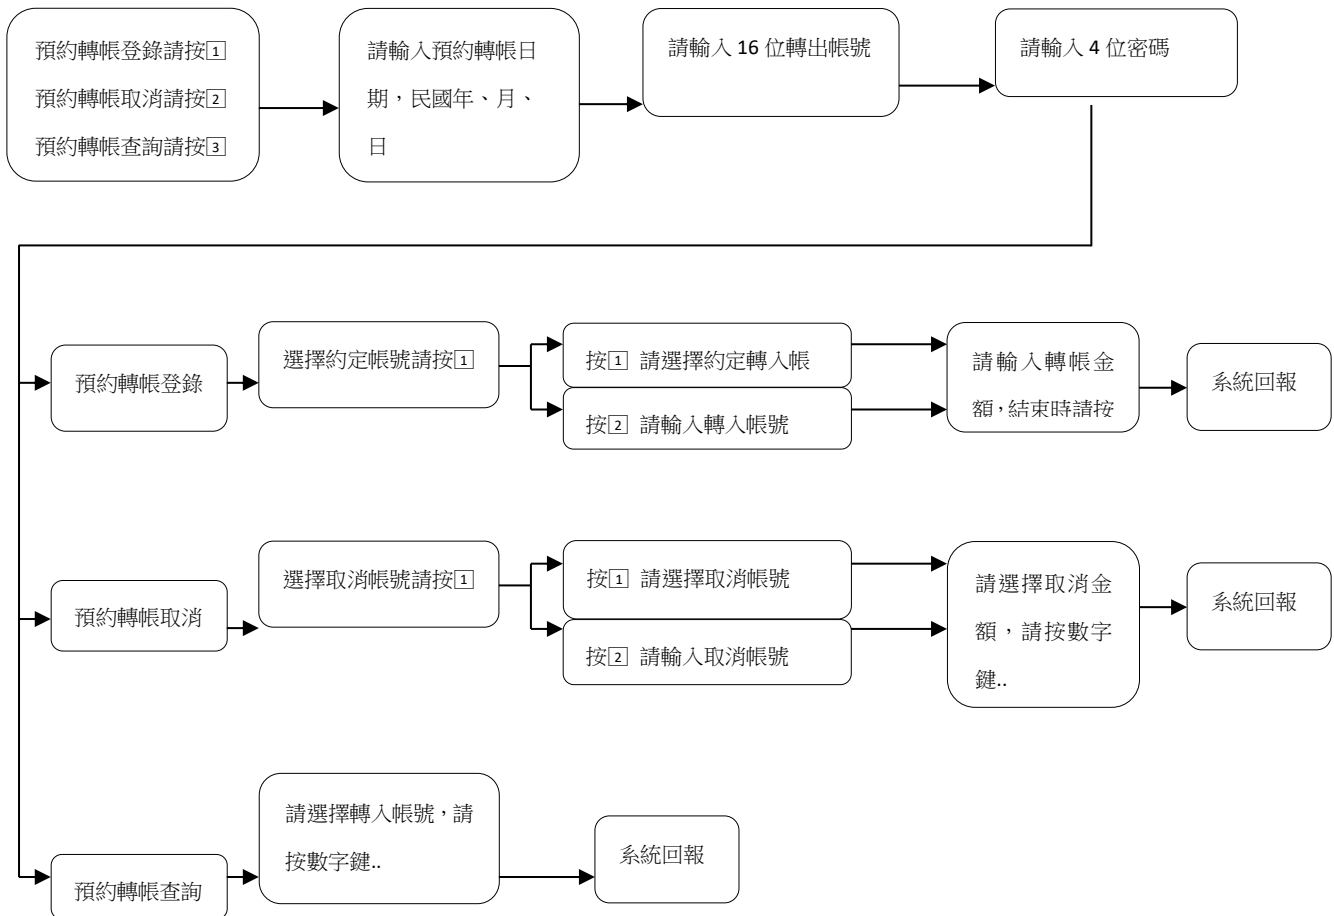 預約轉帳登錄請按1
預約轉帳取消請按2
預約轉帳查詢請按3
請輸入預約轉帳日
期，民國年、月、
日
請輸入 16 位轉出帳號
請輸入 4 位密碼
預約轉帳登錄
選擇約定帳號請按1
按1 請選擇約定轉入帳
按2 請輸入轉入帳號
請輸入轉帳金
額，結束時請按
系統回報
預約轉帳取消
選擇取消帳號請按1
按1 請選擇取消帳號
按2 請輸入取消帳號
請選擇取消金
額，請按數字
鍵..
系統回報
預約轉帳查詢
請選擇轉入帳號，請
按數字鍵..
系統回報